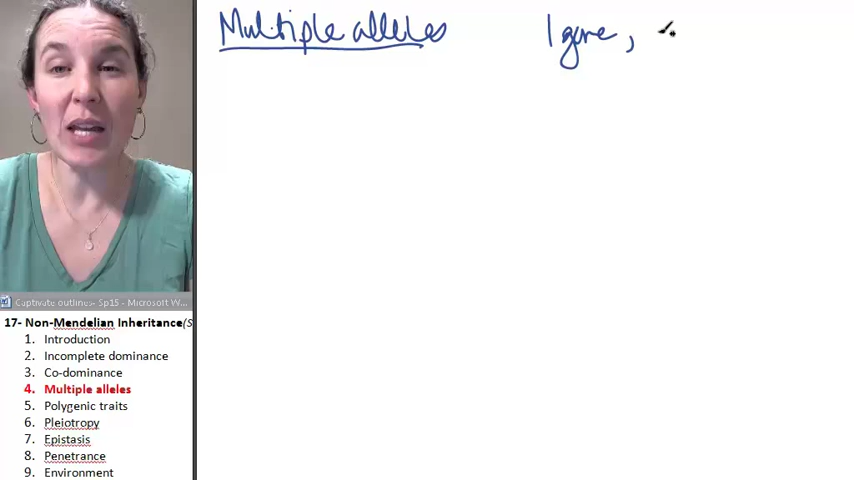 Multiple alleles 1 gene,
Captivate outlines- Sp15 - Microsoft W...
17- Non-Mendelian Inheritance(S
1. Introduction
2. Incomplete dominance
3. Co-dominance
4. Multiple alleles
5. Polygenic traits
6. Pleiotropy
7. Epistasis
8. Penetrance
9. Environment